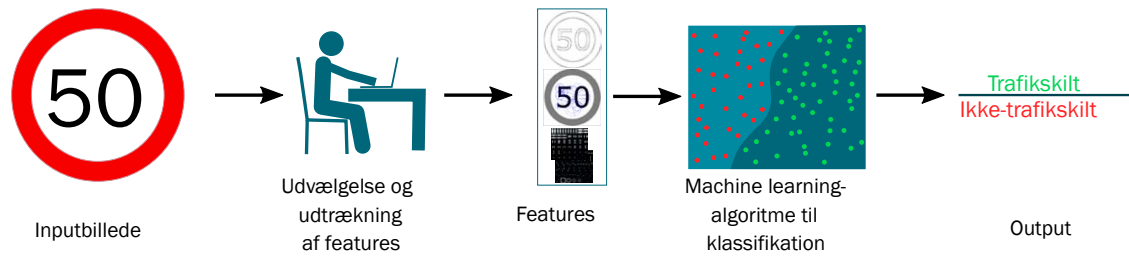 50
Inputbillede
Udvælgelse og
udtrækning
af features
50
50
Features
Machine learning-
algoritme til
klassifikation
Trafikskilt
Ikke-trafikskilt
Output